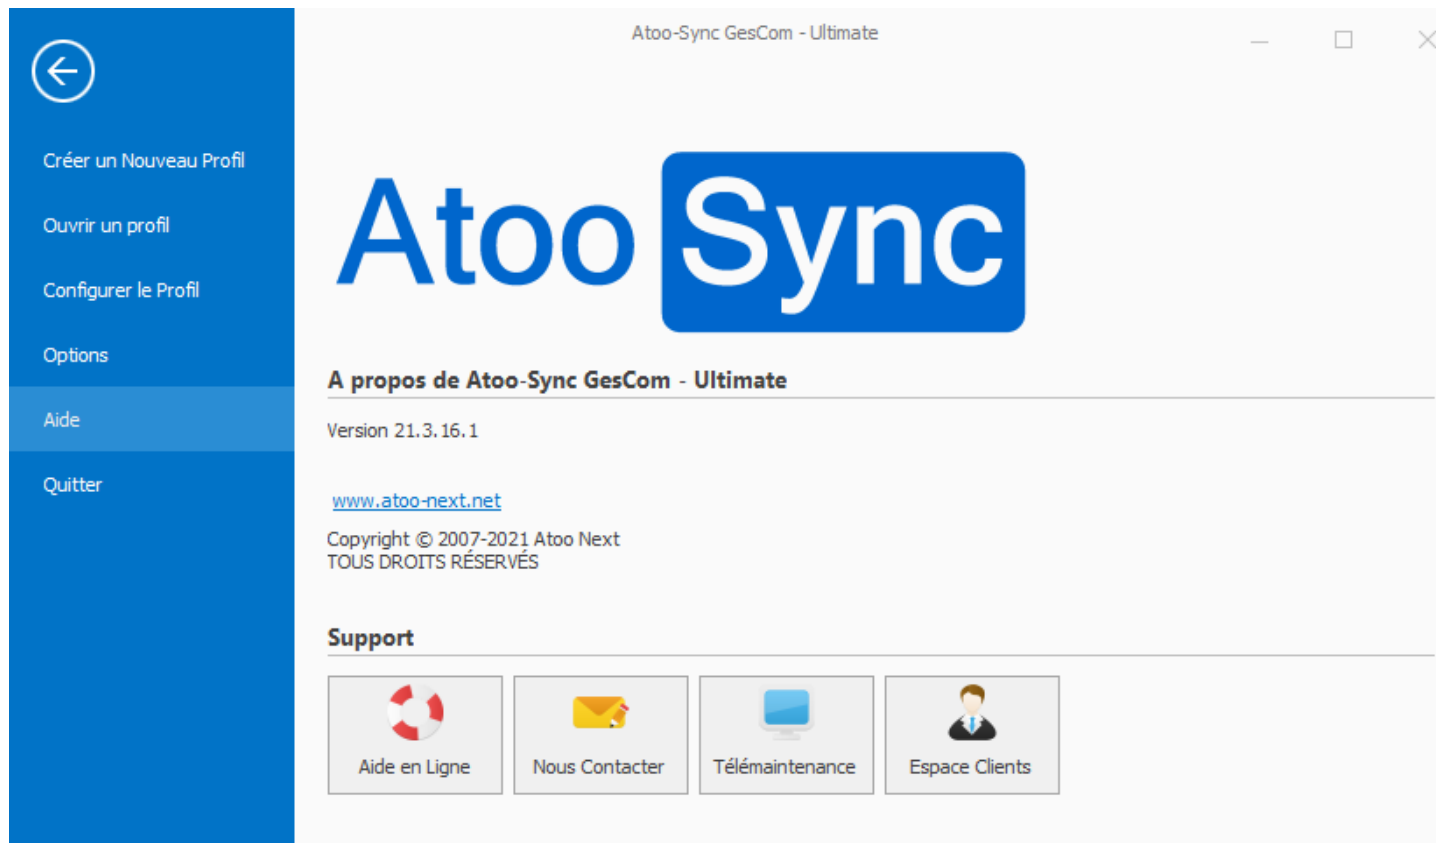 Atoo-Sync GesCom - Ultimate
Créer un Nouveau Profil
Ouvrir un profil
Configurer le Profil
Options
Aide
Quitter
Atoo Sync
A propos de Atoo-Sync GesCom - Ultimate
Version 21.3.16.1
www.atoo-next.net
Copyright © 2007-2021 Atoo Next
TOUS DROITS RÉSERVÉS
Support
Aide en Ligne
Nous Contacter
Télémaintenance
Espace Clients